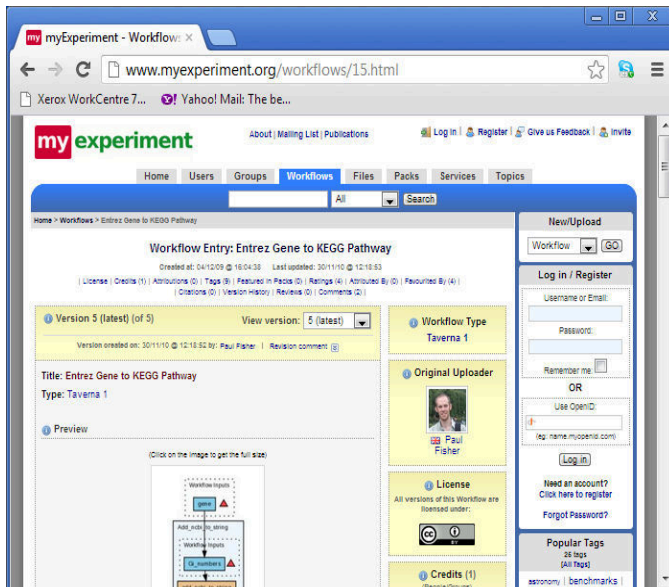 my myExperiment - Workflows
www.myexperiment.org/workflows/15.html
Xerox WorkCentre 7... Yahoo! Mail: The be...
my experiment
About | Mailing List | Publications
Log in | Register | Give us Feedback | Invite
Home Users Groups Workflows Files Packs Services Topics
All Search
Home > Workflows > Entrez Gene to KEGG Pathway
New/Upload
Workflow GO
Workflow Entry: Entrez Gene to KEGG Pathway
Created at: 04/12/09 @ 16:04:38 Last updated: 30/11/10 @ 12:18:53
| License | Credits (1) | Attributions (0) | Tags (9) | Featured in Packs (0) | Ratings (4) | Attributed By (0) | Favourited By (4) |
| Citations (0) | Version History | Reviews (0) | Comments (2) |
Version 5 (latest) (of 5) View version: 5 (latest)
Version created on: 30/11/10 @ 12:18:52 by: Paul Fisher | Revision comment
Title: Entrez Gene to KEGG Pathway
Type: Taverna 1
Preview
(Click on the image to get the full size)
Workflow Inputs
gene
Add_ncbi_to_string
Workflow Inputs
Gi_numbers
Workflow Type
Taverna 1
Original Uploader
Paul
Fisher
License
All versions of this Workflow are
licensed under:
cc BY
Credits (1)
Log in / Register
Username or Email:
Password:
Remember me:
OR
Use OpenID:
(eg: name.myopenid.com)
Log in
Need an account?
Click here to register
Forgot Password?
Popular Tags
26 tags
[All Tags]
astronomy | benchmarks